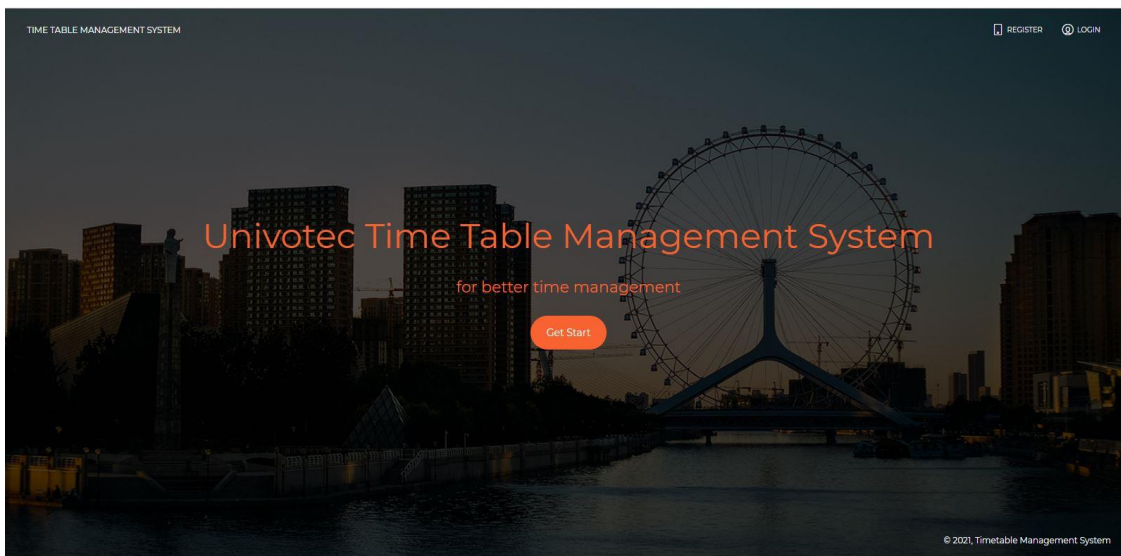 TIME TABLE MANAGEMENT SYSTEM
REGISTER
LOGIN
Univotec Time Table Management System
for better time management
Get Start
© 2021, Timetable Management System